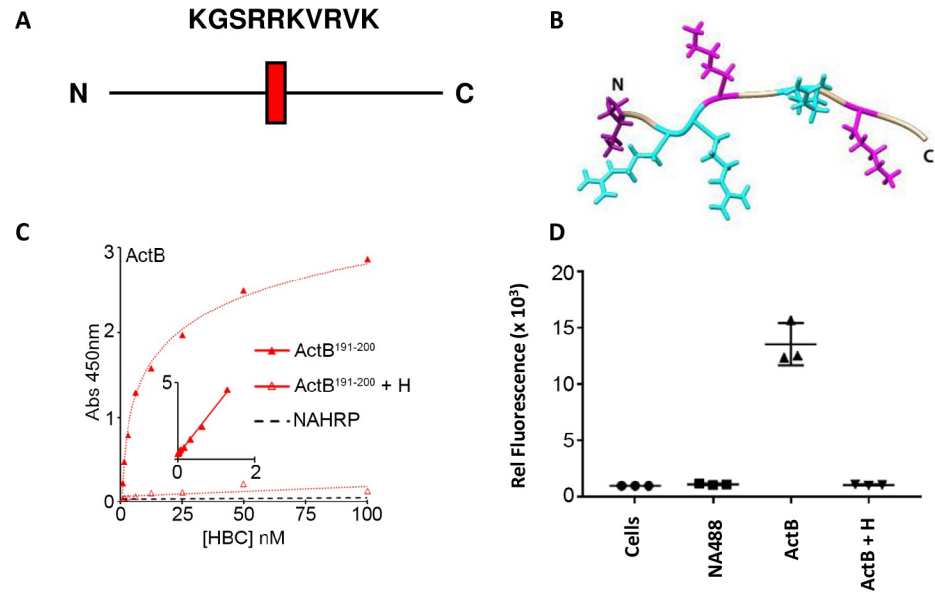 A
KGSRRKVRVK
N
C
B
N
C
C
ActB
3
2
1
0
Abs 450nm
ActB191-200
ActB191-200 + H
NAHRP
5
0
2
0
25
50
75
100
[HBC] nM
D
20
15
10
5
0
Rel Fluorescence (x 10³)
Cells
NA488
ActB
ActB + H